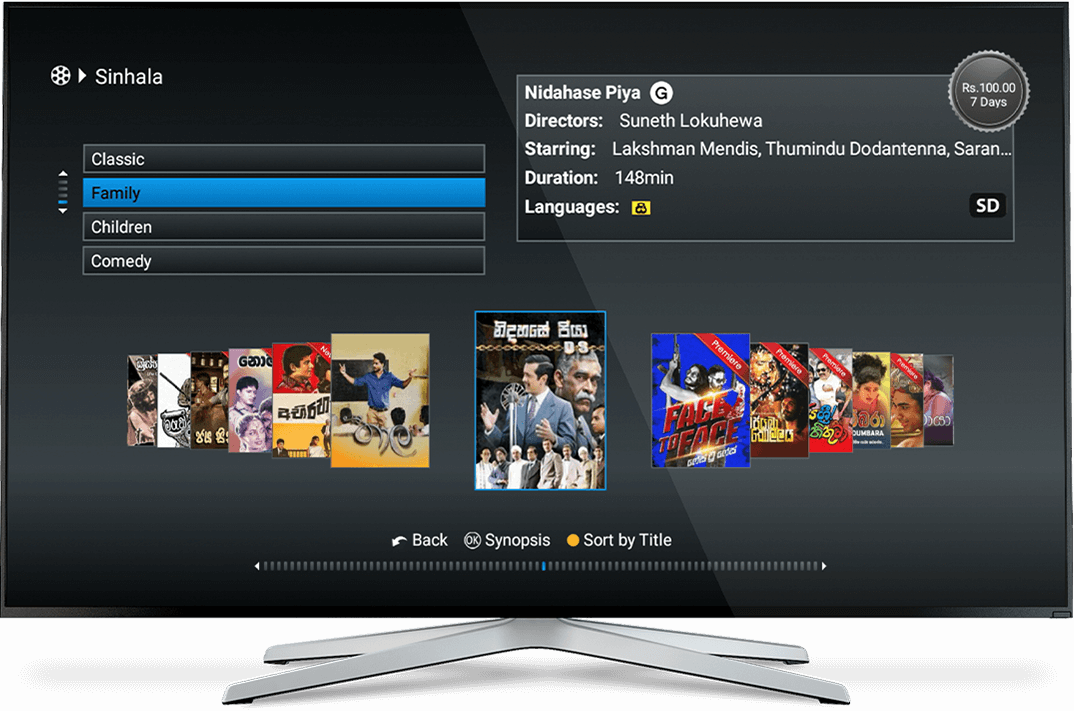 Sinhala
Classic
Family
Children
Comedy
Nidahase Piya G
Directors: Suneth Lokuhewa
Starring: Lakshman Mendis, Thumindu Dodantenna, Saran...
Duration: 148min
Languages:
SD
Rs.100.00
7 Days
නිදහසේ පියා
D S
තාල
Premiere
FACE
TO FACE
Premiere
Premiere
Premiere
Back OK Synopsis Sort by Title